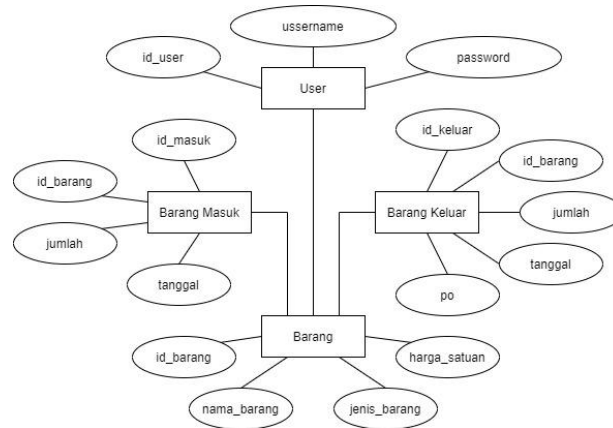 ussername
id_user
password
User
id_masuk
id_keluar
id_barang
id_barang
Barang Masuk
Barang Keluar
jumlah
jumlah
tanggal
tanggal
po
Barang
id_barang
harga_satuan
nama_barang
jenis_barang